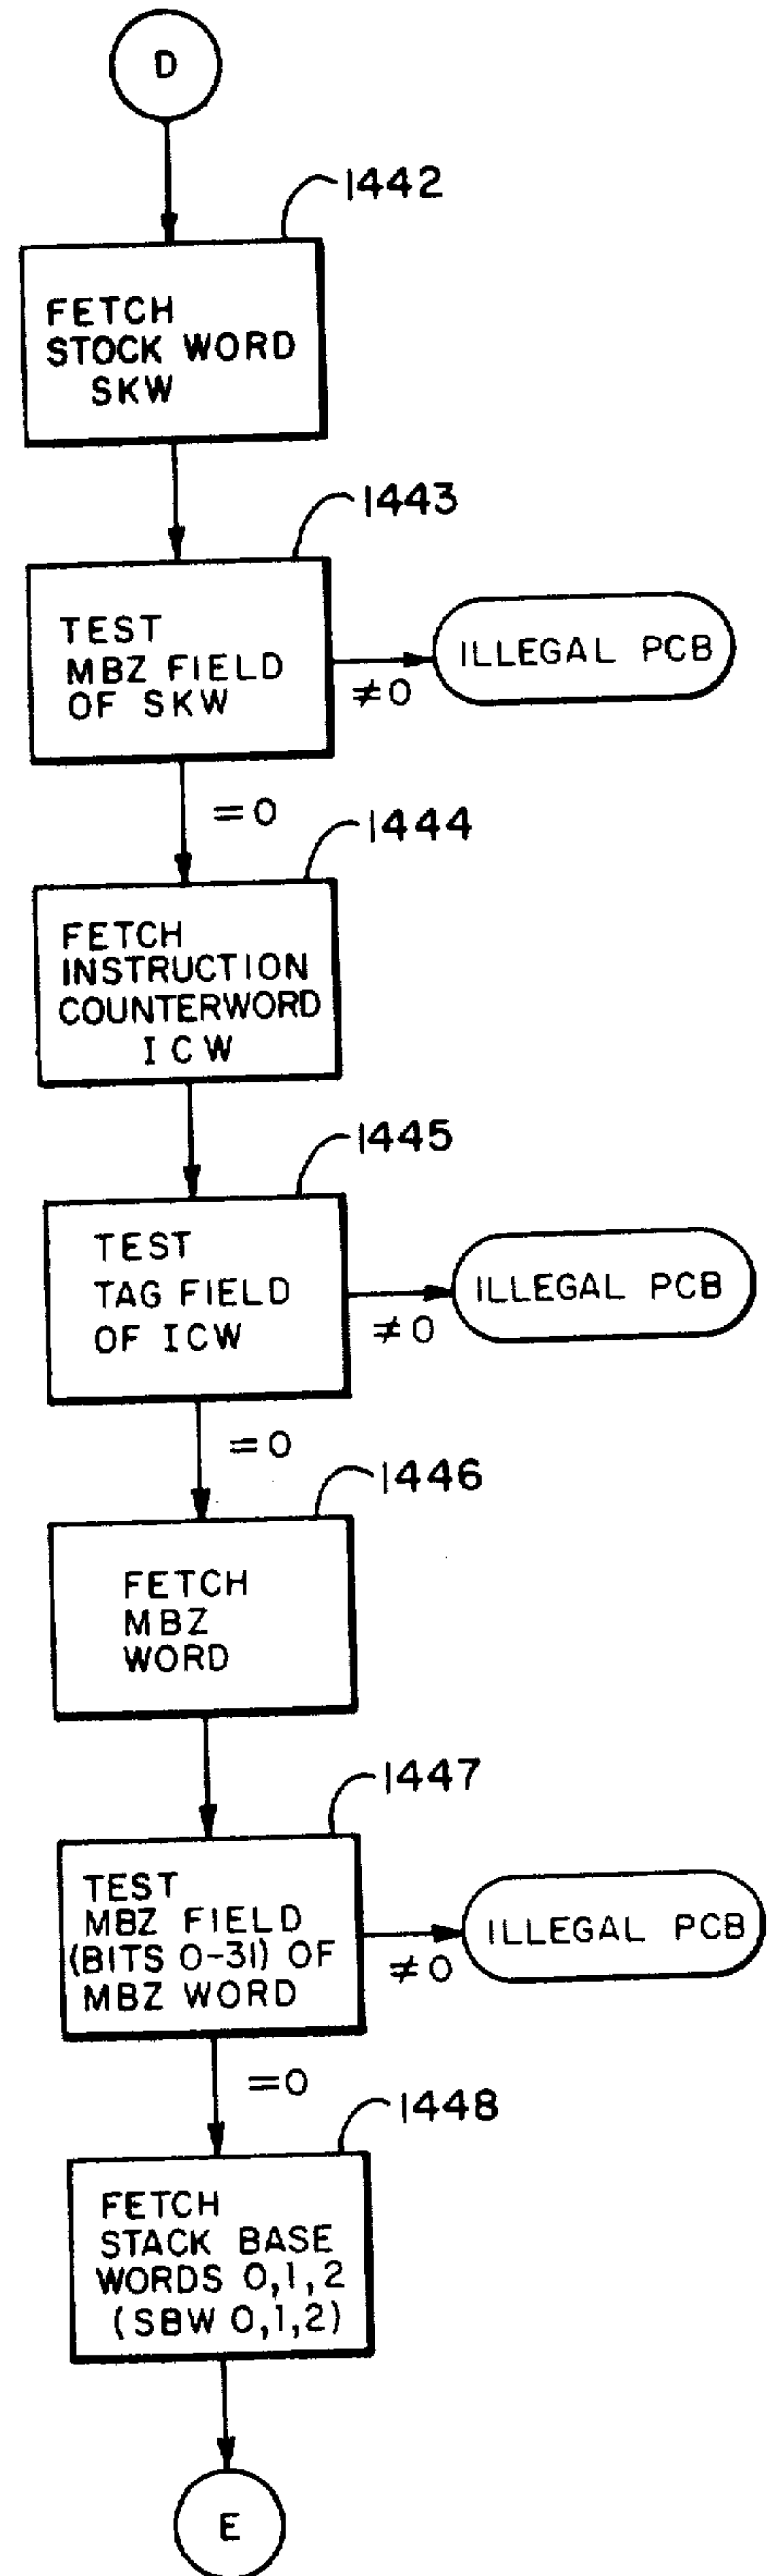 D
1442
FETCH
STOCK WORD
SKW
1443
TEST
MBZ FIELD
OF SKW
ILLEGAL PCB
≠0
=0
1444
FETCH
INSTRUCTION
COUNTERWORD
ICW
1445
TEST
TAG FIELD
OF ICW
ILLEGAL PCB
≠0
=0
1446
FETCH
MBZ
WORD
1447
TEST
MBZ FIELD
(BITS 0-31) OF
MBZ WORD
ILLEGAL PCB
≠0
=0
1448
FETCH
STACK BASE
WORDS 0,1,2
(SBW 0,1,2)
E